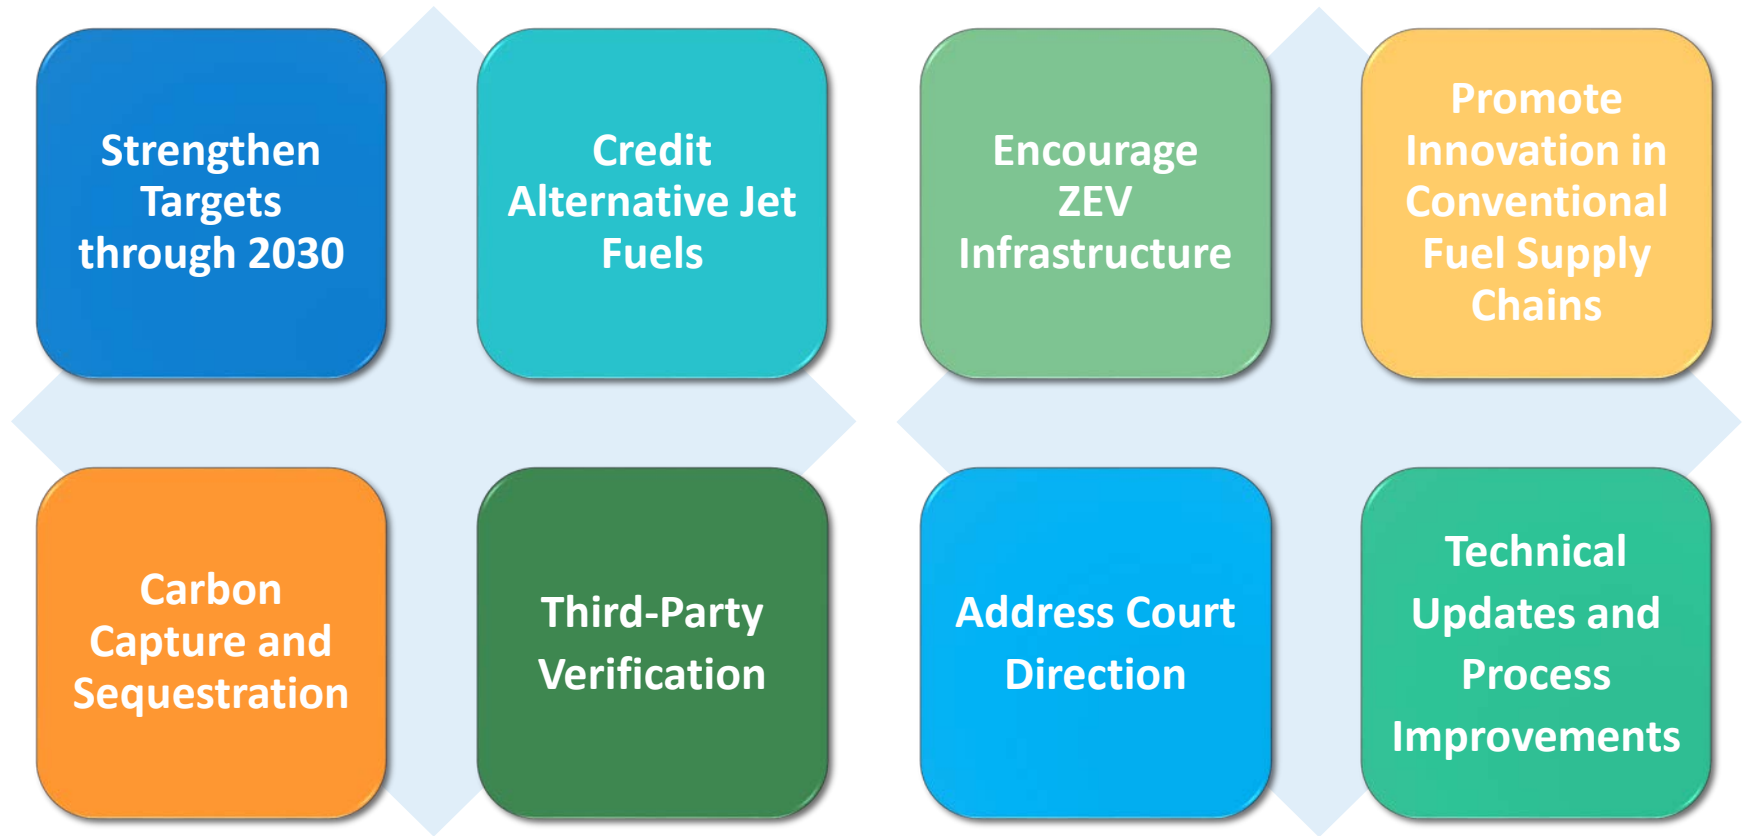 Strengthen
Targets
through 2030
Credit
Alternative Jet
Fuels
Encourage
ZEV
Infrastructure
Promote
Innovation in
Conventional
Fuel Supply
Chains
Carbon
Capture and
Sequestration
Third-Party
Verification
Address Court
Direction
Technical
Updates and
Process
Improvements